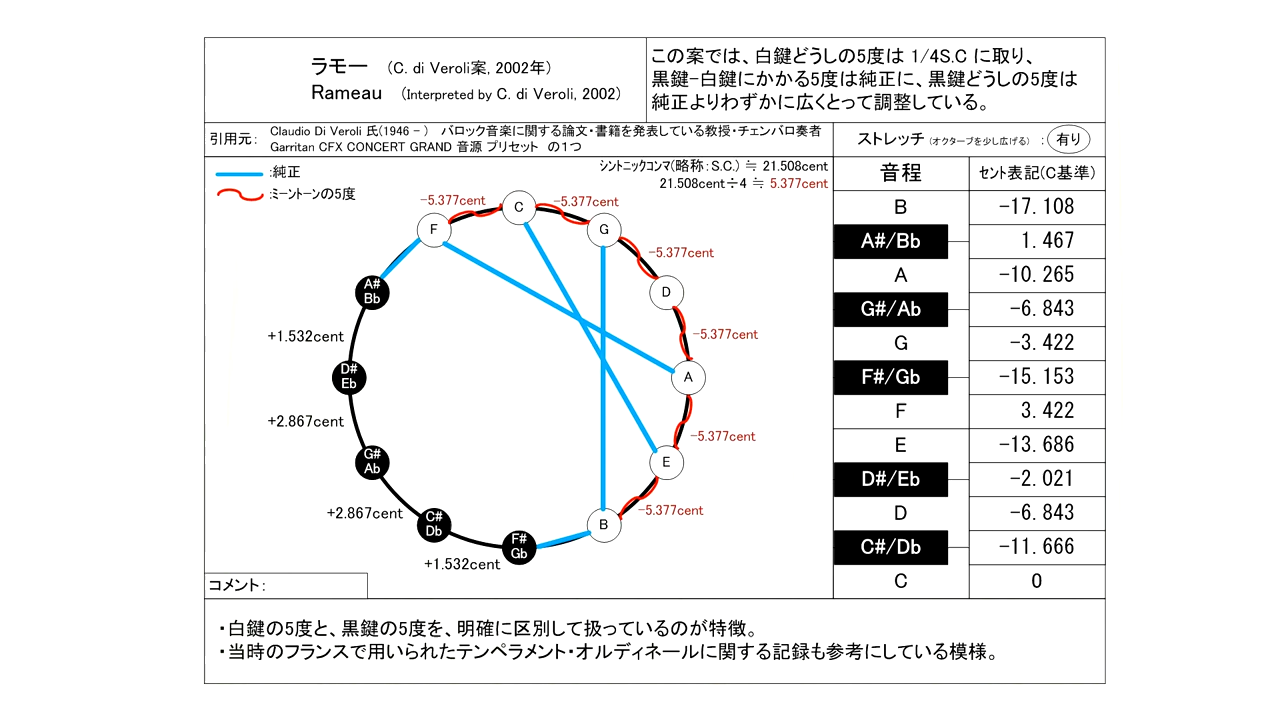 ラモー (C. di Veroli案, 2002年)
Rameau (Interpreted by C. di Veroli, 2002)
この案では、白鍵どうしの5度は 1/4S.C に取り、
黒鍵-白鍵にかかる5度は純正に、黒鍵どうしの5度は
純正よりわずかに広くとって調整している。
引用元:
Claudio Di Veroli 氏(1946 - ) バロック音楽に関する論文・書籍を発表している教授・チェンバロ奏者
Garritan CFX CONCERT GRAND 音源 プリセット の1つ
ストレッチ (オクターブを少し広げる) : 有り
:純正
:ミーントーンの5度
シントニックコンマ(略称:S.C.) ≒ 21.508cent
21.508cent÷4 ≒ 5.377cent
-5.377cent
C
-5.377cent
F
G
-5.377cent
A#
Bb
D
+1.532cent
-5.377cent
D#
Eb
A
+2.867cent
-5.377cent
G#
Ab
E
+2.867cent
-5.377cent
C#
Db
B
F#
Gb
+1.532cent
音程 セント表記(C基準)
B -17.108
A#/Bb 1.467
A -10.265
G#/Ab -6.843
G -3.422
F#/Gb -15.153
F 3.422
E -13.686
D#/Eb -2.021
D -6.843
C#/Db -11.666
C 0
コメント:
・白鍵の5度と、黒鍵の5度を、明確に区別して扱っているのが特徴。
・当時のフランスで用いられたテンペラメント・オルディネールに関する記録も参考にしている模様。